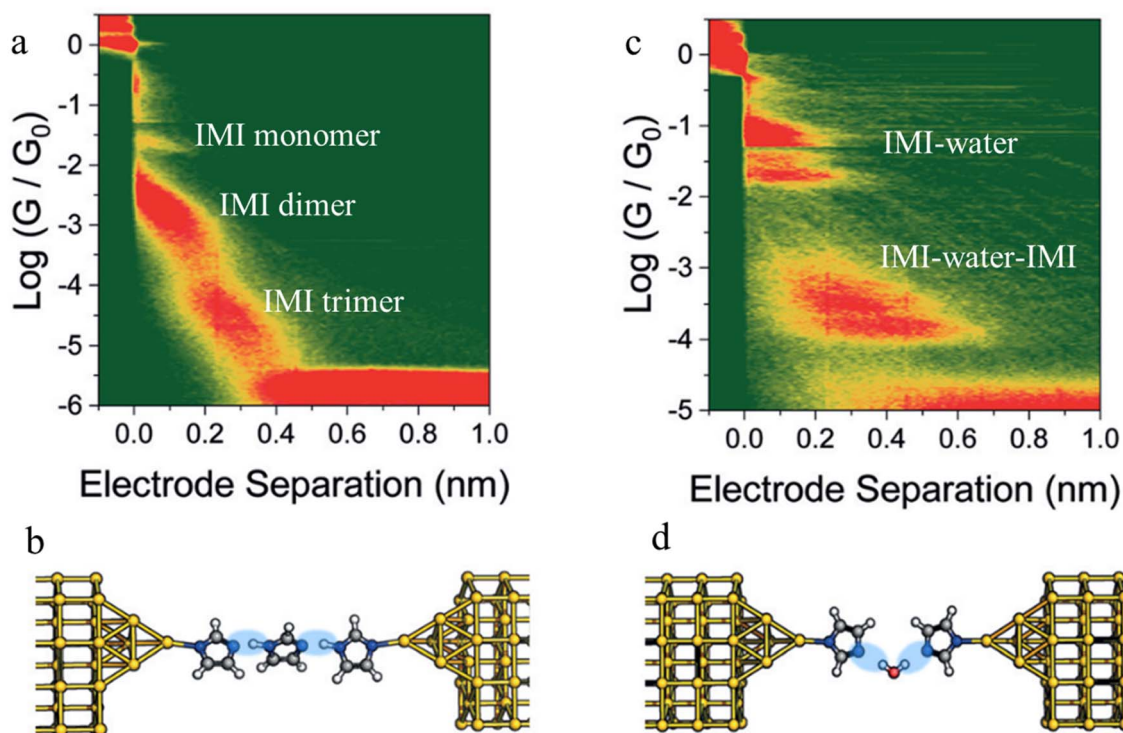 a
Log (G / G₀)
0
-1
-2
-3
-4
-5
-6
IMI monomer
IMI dimer
IMI trimer
0.0 0.2 0.4 0.6 0.8 1.0
Electrode Separation (nm)
c
Log (G / G₀)
0
-1
-2
-3
-4
-5
IMI-water
IMI-water-IMI
0.0 0.2 0.4 0.6 0.8 1.0
Electrode Separation (nm)
b
d